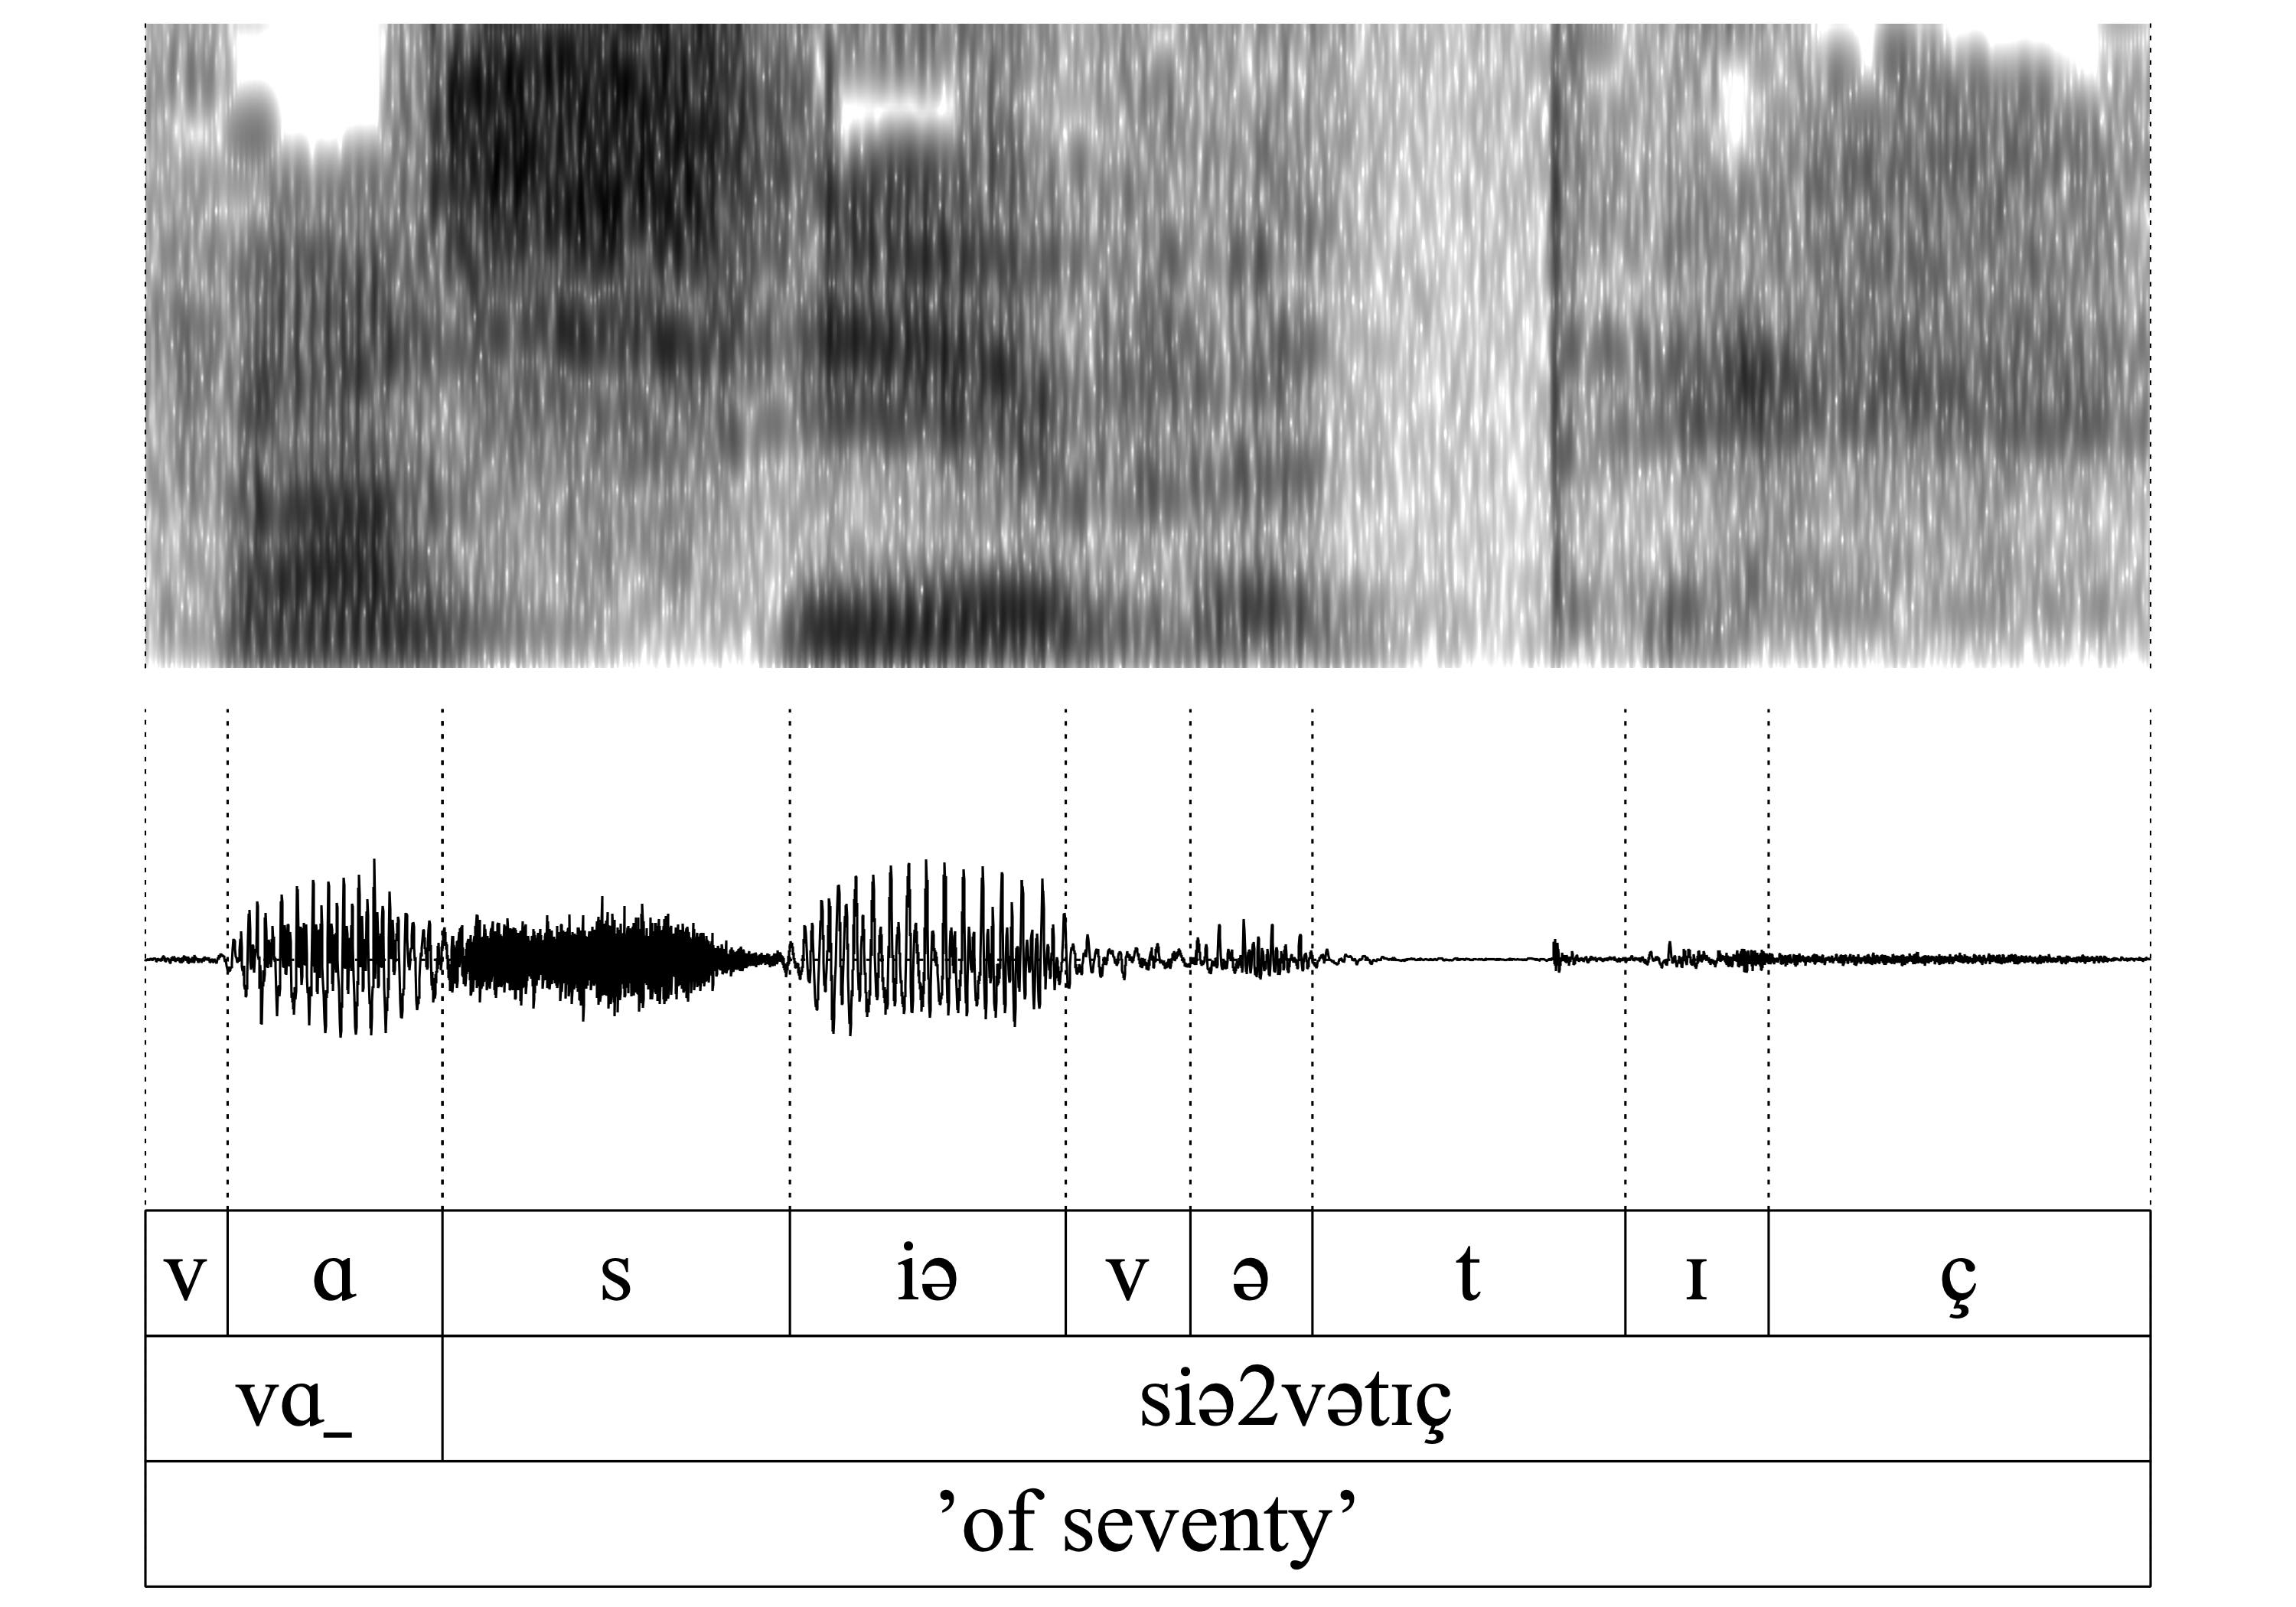 v ɑ s iə v ə t ɪ ç
vɑ_ siə2vətɪç
’of seventy’